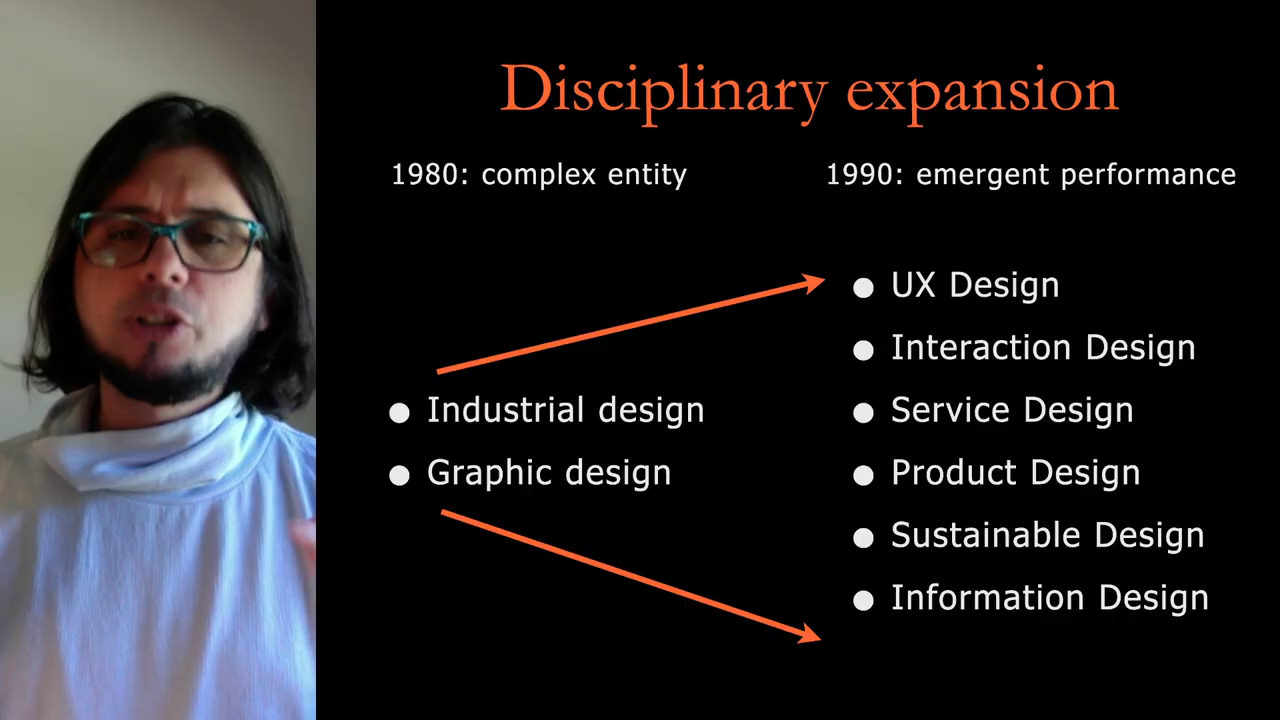 Disciplinary expansion
1980: complex entity
1990: emergent performance
● Industrial design
● Graphic design
● UX Design
● Interaction Design
● Service Design
● Product Design
● Sustainable Design
● Information Design